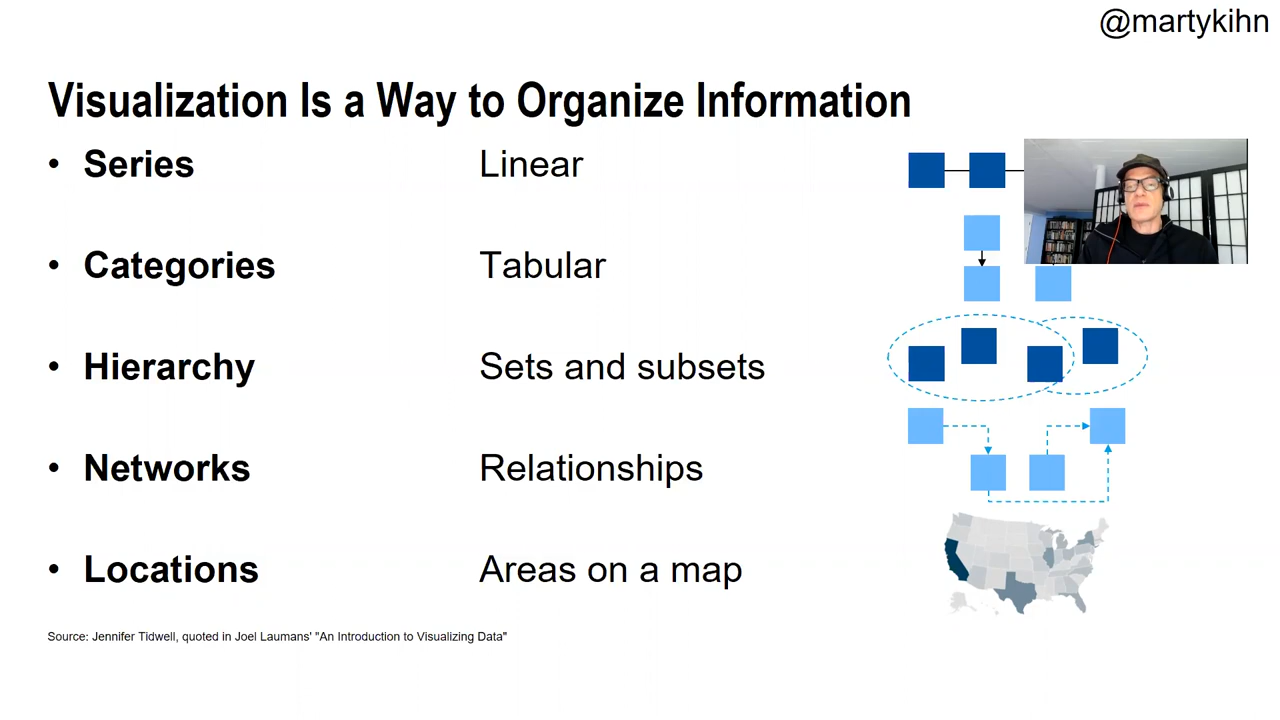 @martykihn
Visualization Is a Way to Organize Information
• Series Linear
• Categories Tabular
• Hierarchy Sets and subsets
• Networks Relationships
• Locations Areas on a map
Source: Jennifer Tidwell, quoted in Joel Laumans' "An Introduction to Visualizing Data"